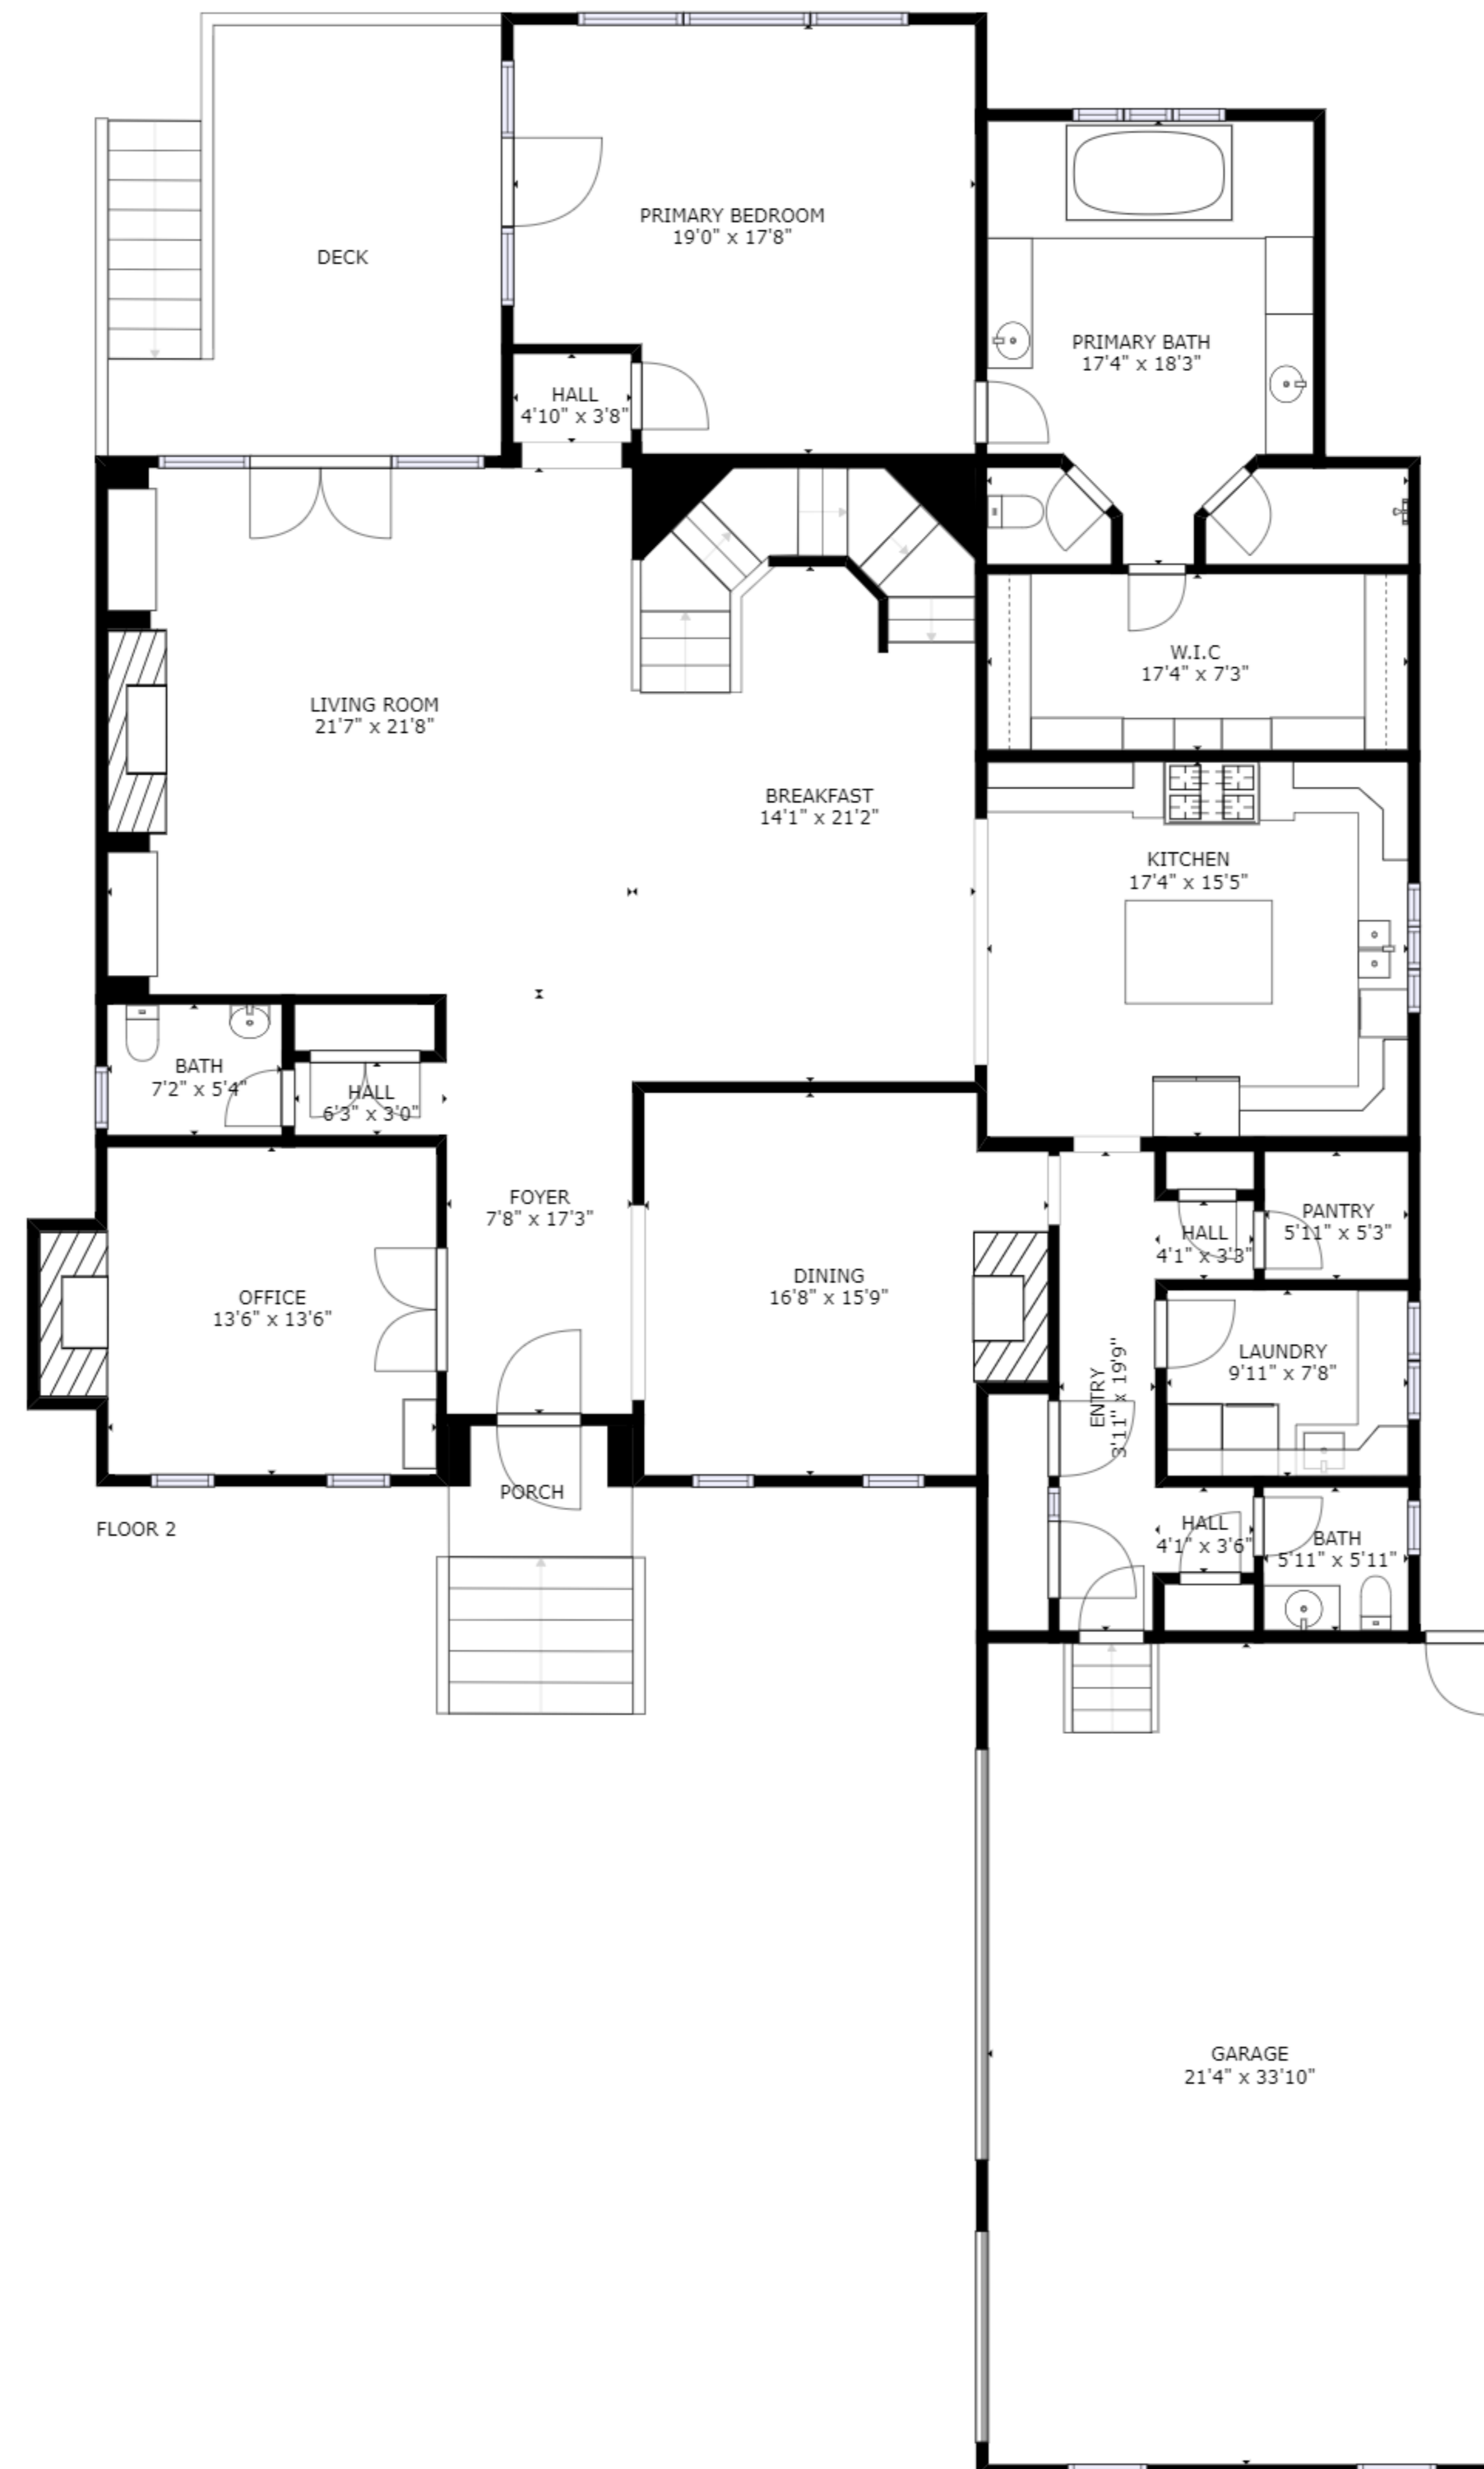 PRIMARY BEDROOM
19'0" x 17'8"
DECK
PRIMARY BATH
17'4" x 18'3"
HALL
4'10" x 3'8"
W.I.C
17'4" x 7'3"
LIVING ROOM
21'7" x 21'8"
BREAKFAST
14'1" x 21'2"
KITCHEN
17'4" x 15'5"
BATH
7'2" x 5'4"
HALL
6'3" x 3'0"
FOYER
7'8" x 17'3"
HALL
4'1" x 3'3"
PANTRY
5'11" x 5'3"
OFFICE
13'6" x 13'6"
DINING
16'8" x 15'9"
ENTRY
3'11" x 19'9"
LAUNDRY
9'11" x 7'8"
PORCH
FLOOR 2
HALL
4'1" x 3'6"
BATH
5'11" x 5'11"
GARAGE
21'4" x 33'10"